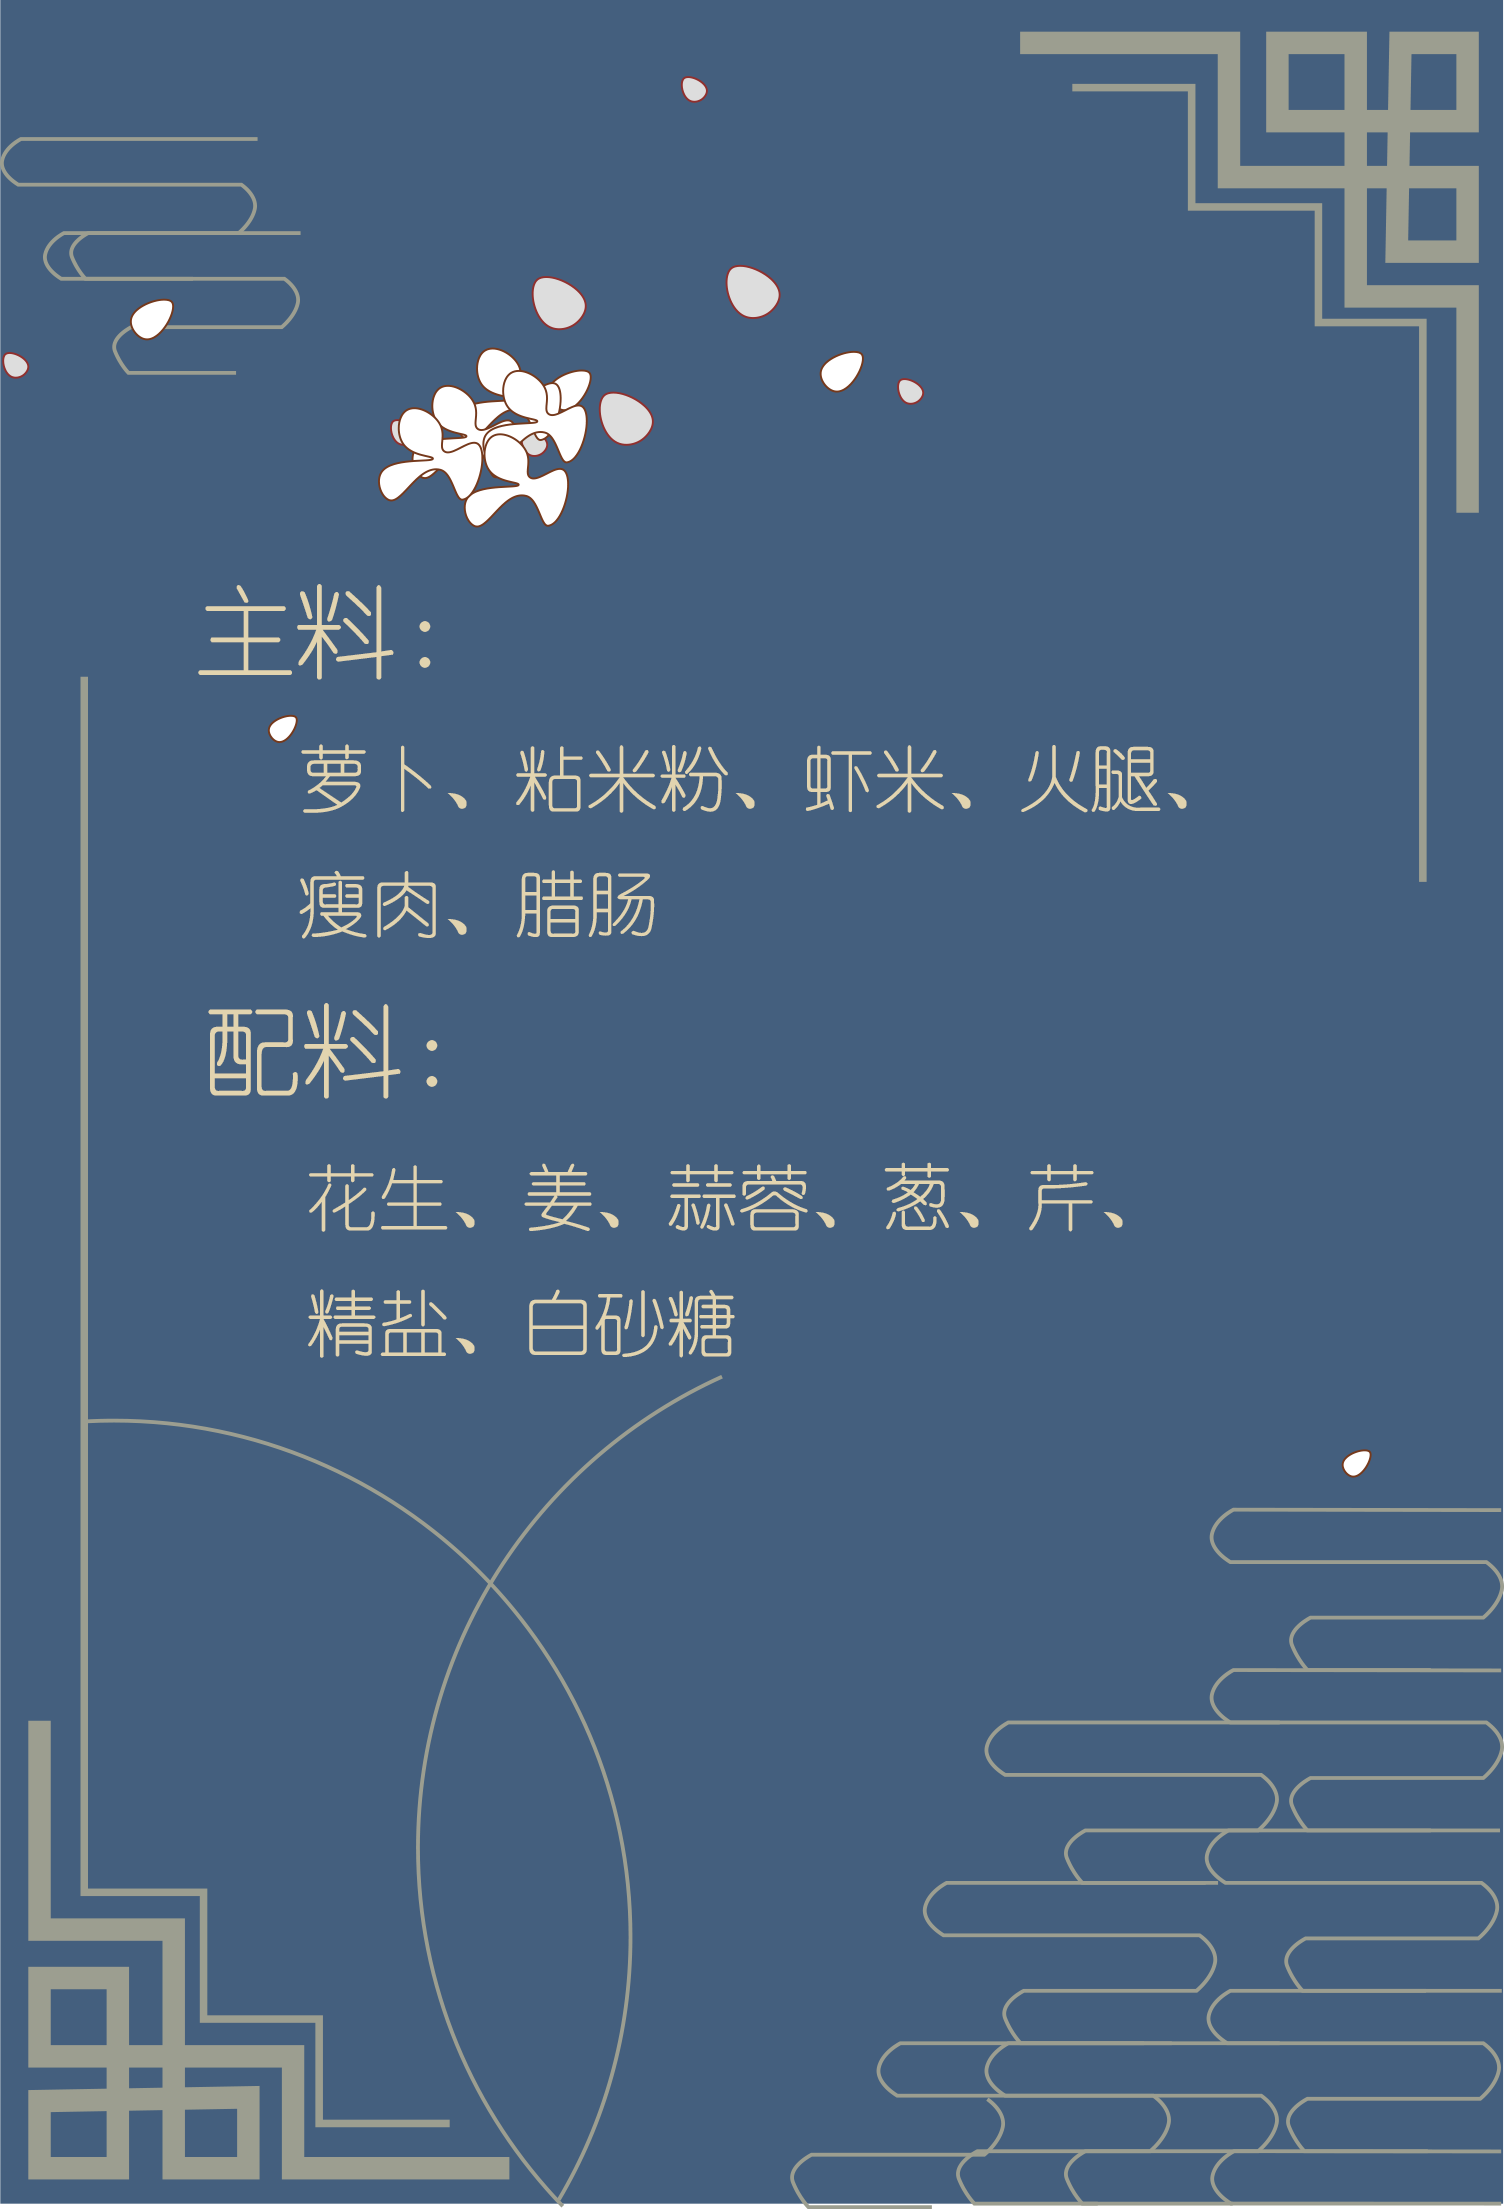 主料：
萝卜、粘米粉、虾米、火腿、
瘦肉、腊肠
配料：
花生、姜、蒜蓉、葱、芹、
精盐、白砂糖